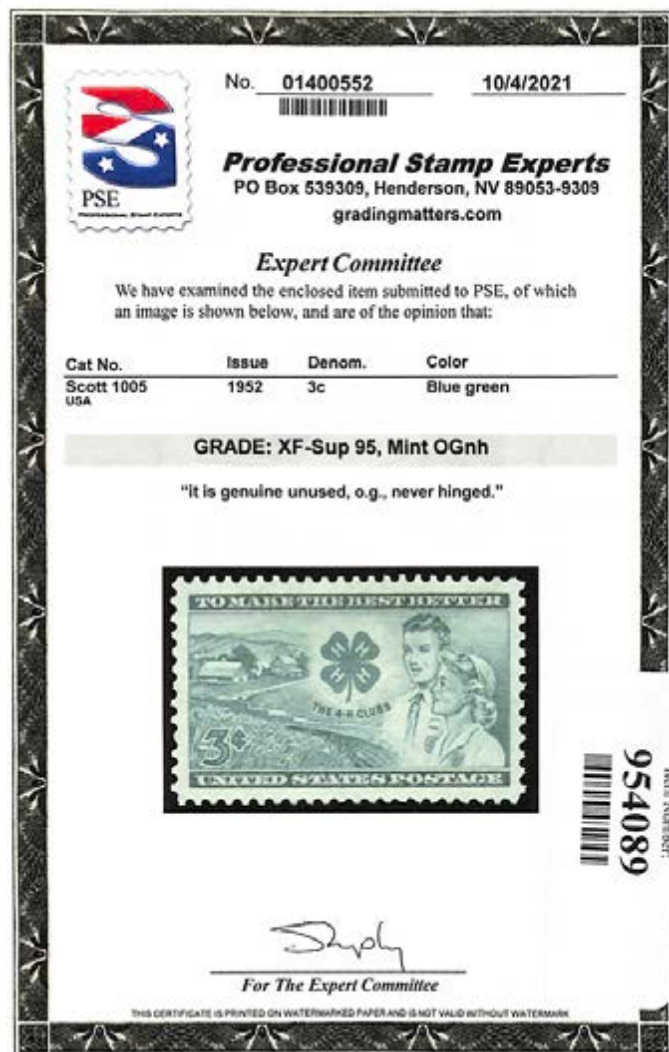 No. 01400552 10/4/2021
PSE
PROFESSIONAL STAMP EXPERTS
Professional Stamp Experts
PO Box 539309, Henderson, NV 89053-9309
gradingmatters.com
Expert Committee
We have examined the enclosed item submitted to PSE, of which
an image is shown below, and are of the opinion that:
Cat No. Issue Denom. Color
Scott 1005 1952 3c Blue green
USA
GRADE: XF-Sup 95, Mint OGnh
"it is genuine unused, o.g., never hinged."
TO MAKE THE BEST BETTER
H H
H H
THE 4-H CLUBS
3¢
UNITED STATES POSTAGE
954089
For The Expert Committee
THIS CERTIFICATE IS PRINTED ON WATERMARKED PAPER AND IS NOT VALID WITHOUT WATERMARK